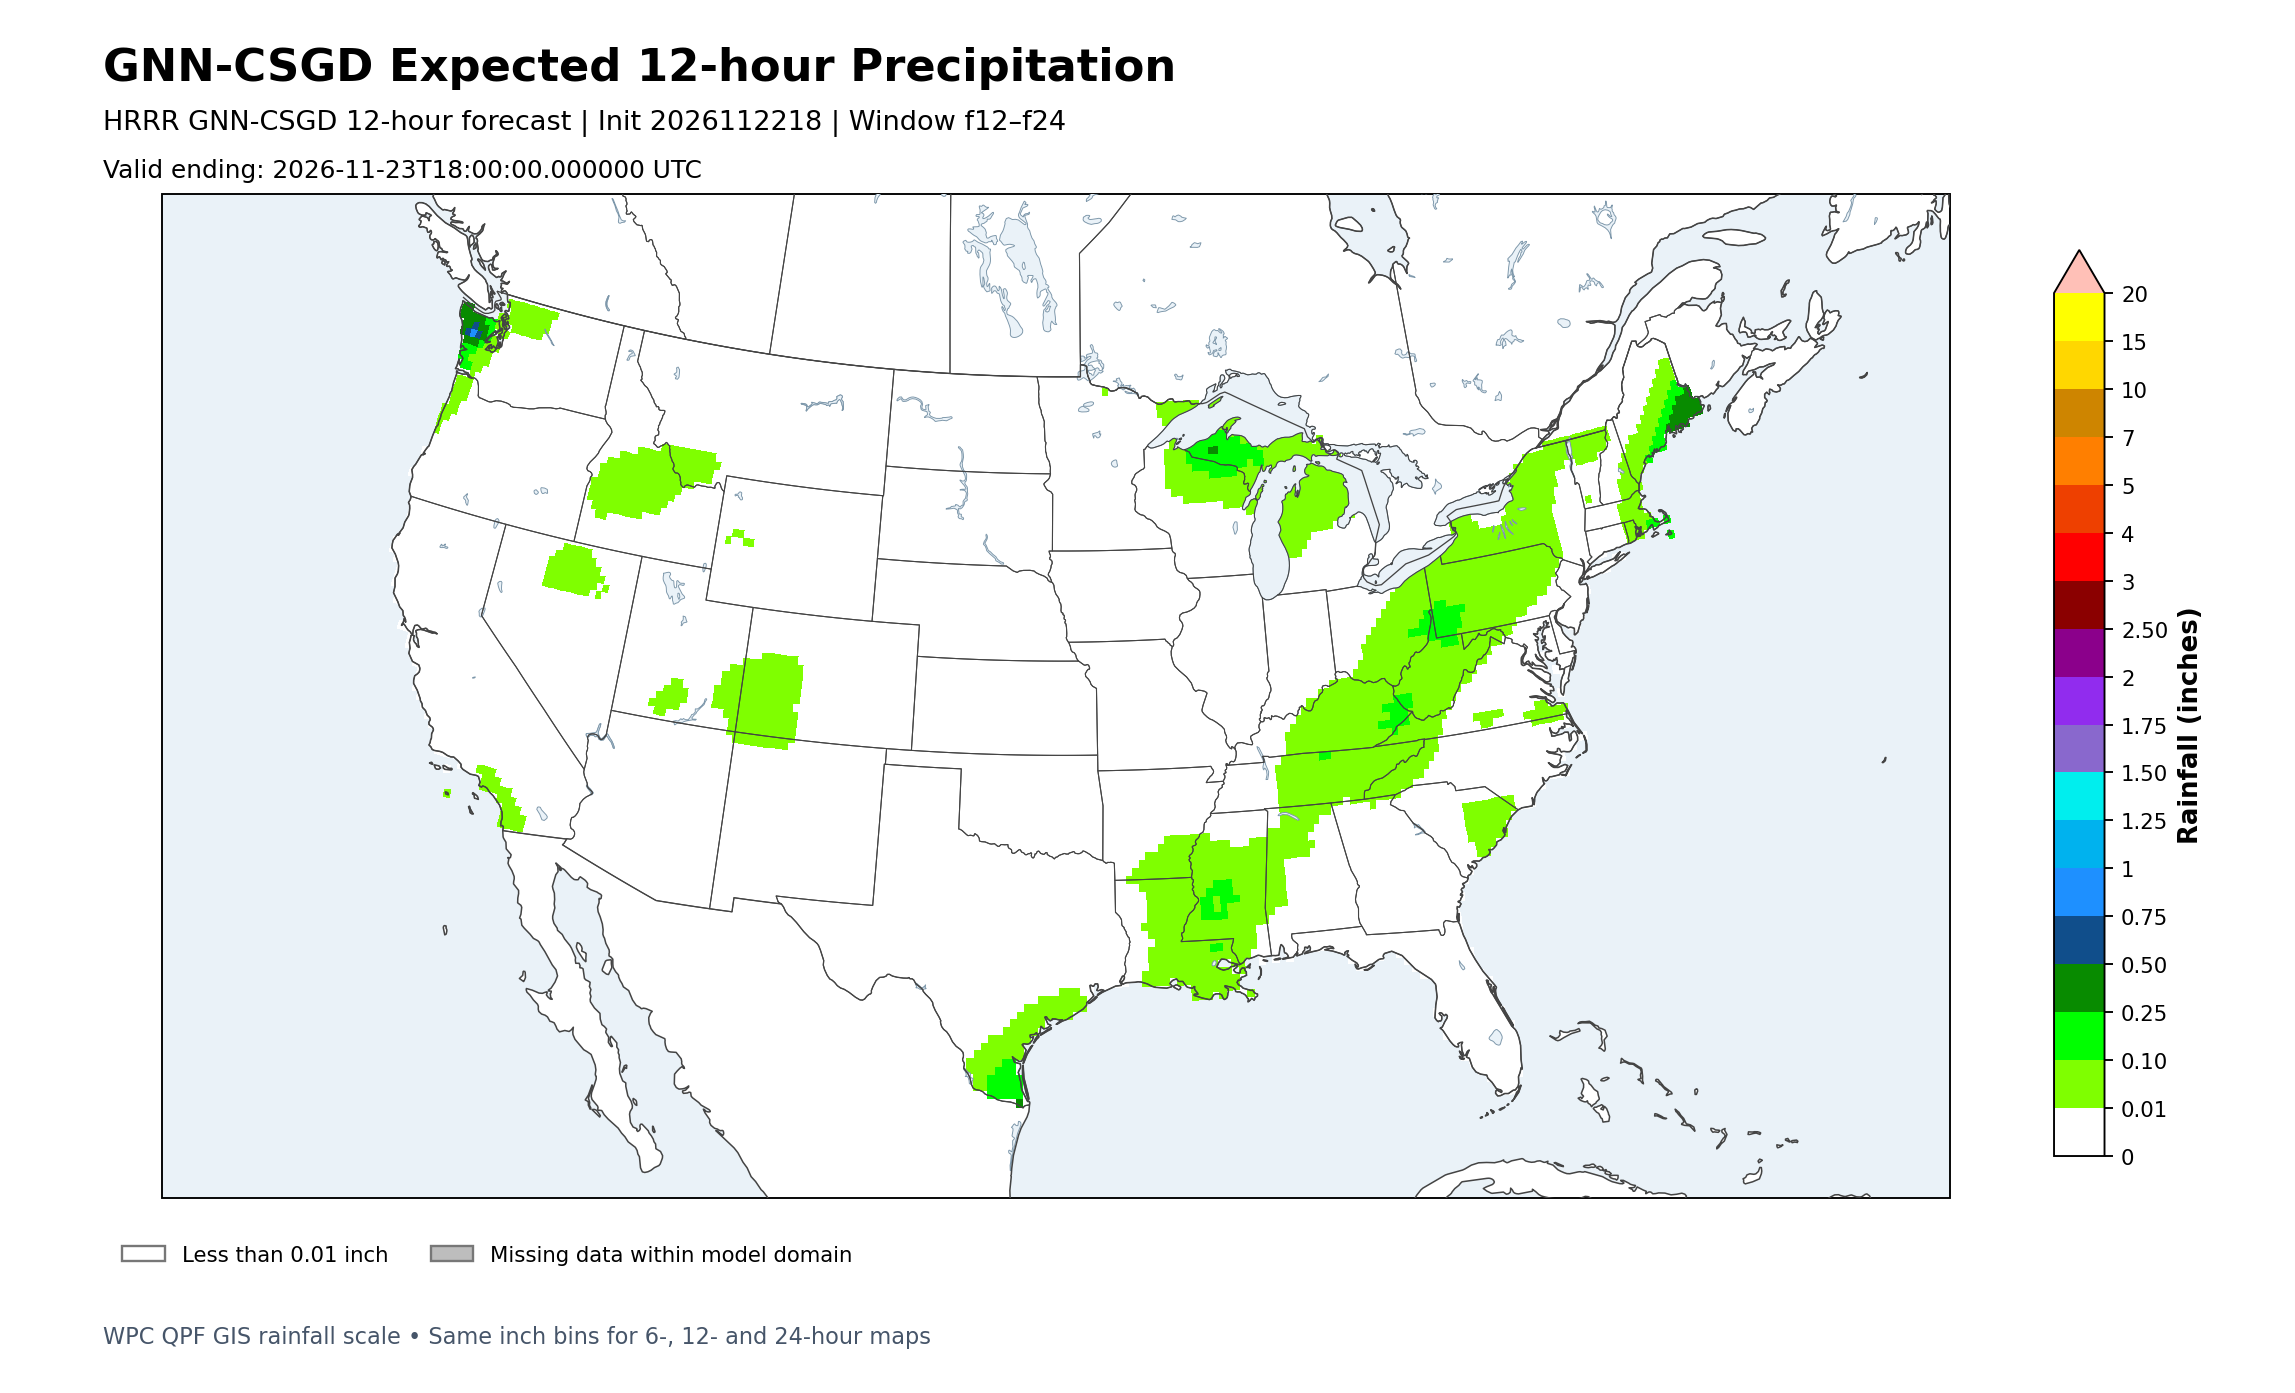 GNN-CSGD Expected 12-hour Precipitation
HRRR GNN-CSGD 12-hour forecast | Init 2026112218 | Window f12–f24
Valid ending: 2026-11-23T18:00:00.000000 UTC
20
15
10
7
5
4
3
2.50
2
1.75
1.50
1.25
1
0.75
0.50
0.25
0.10
0.01
0
Rainfall (inches)
Less than 0.01 inch
Missing data within model domain
WPC QPF GIS rainfall scale • Same inch bins for 6-, 12- and 24-hour maps